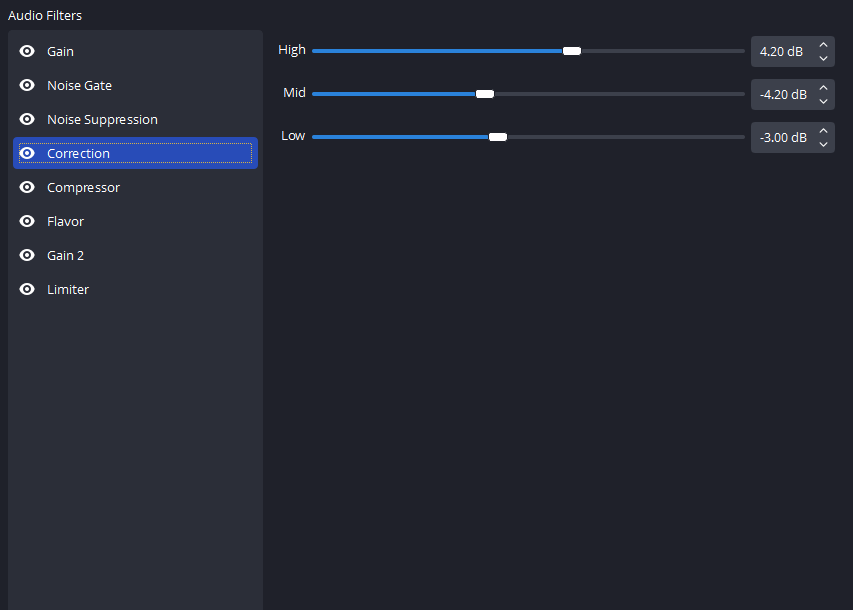 Audio Filters
Gain
Noise Gate
Noise Suppression
Correction
Compressor
Flavor
Gain 2
Limiter
High 4.20 dB
Mid -4.20 dB
Low -3.00 dB